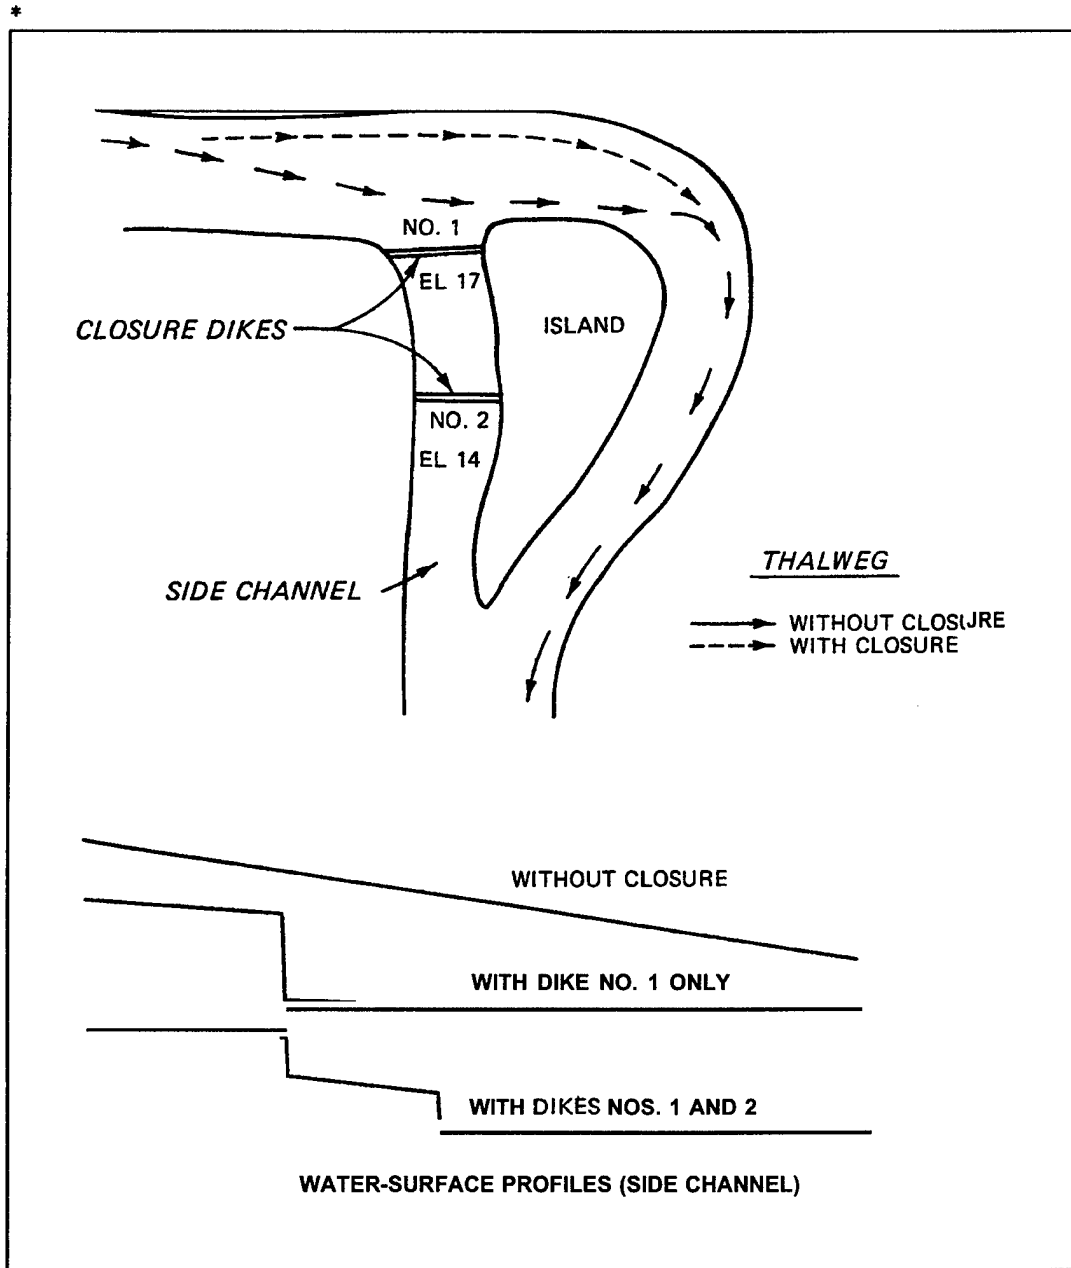 *
NO. 1
EL 17
CLOSURE DIKES
ISLAND
NO. 2
EL 14
SIDE CHANNEL
THALWEG
WITHOUT CLOSURE
WITH CLOSURE
WITHOUT CLOSURE
WITH DIKE NO. 1 ONLY
WITH DIKES NOS. 1 AND 2
WATER-SURFACE PROFILES (SIDE CHANNEL)